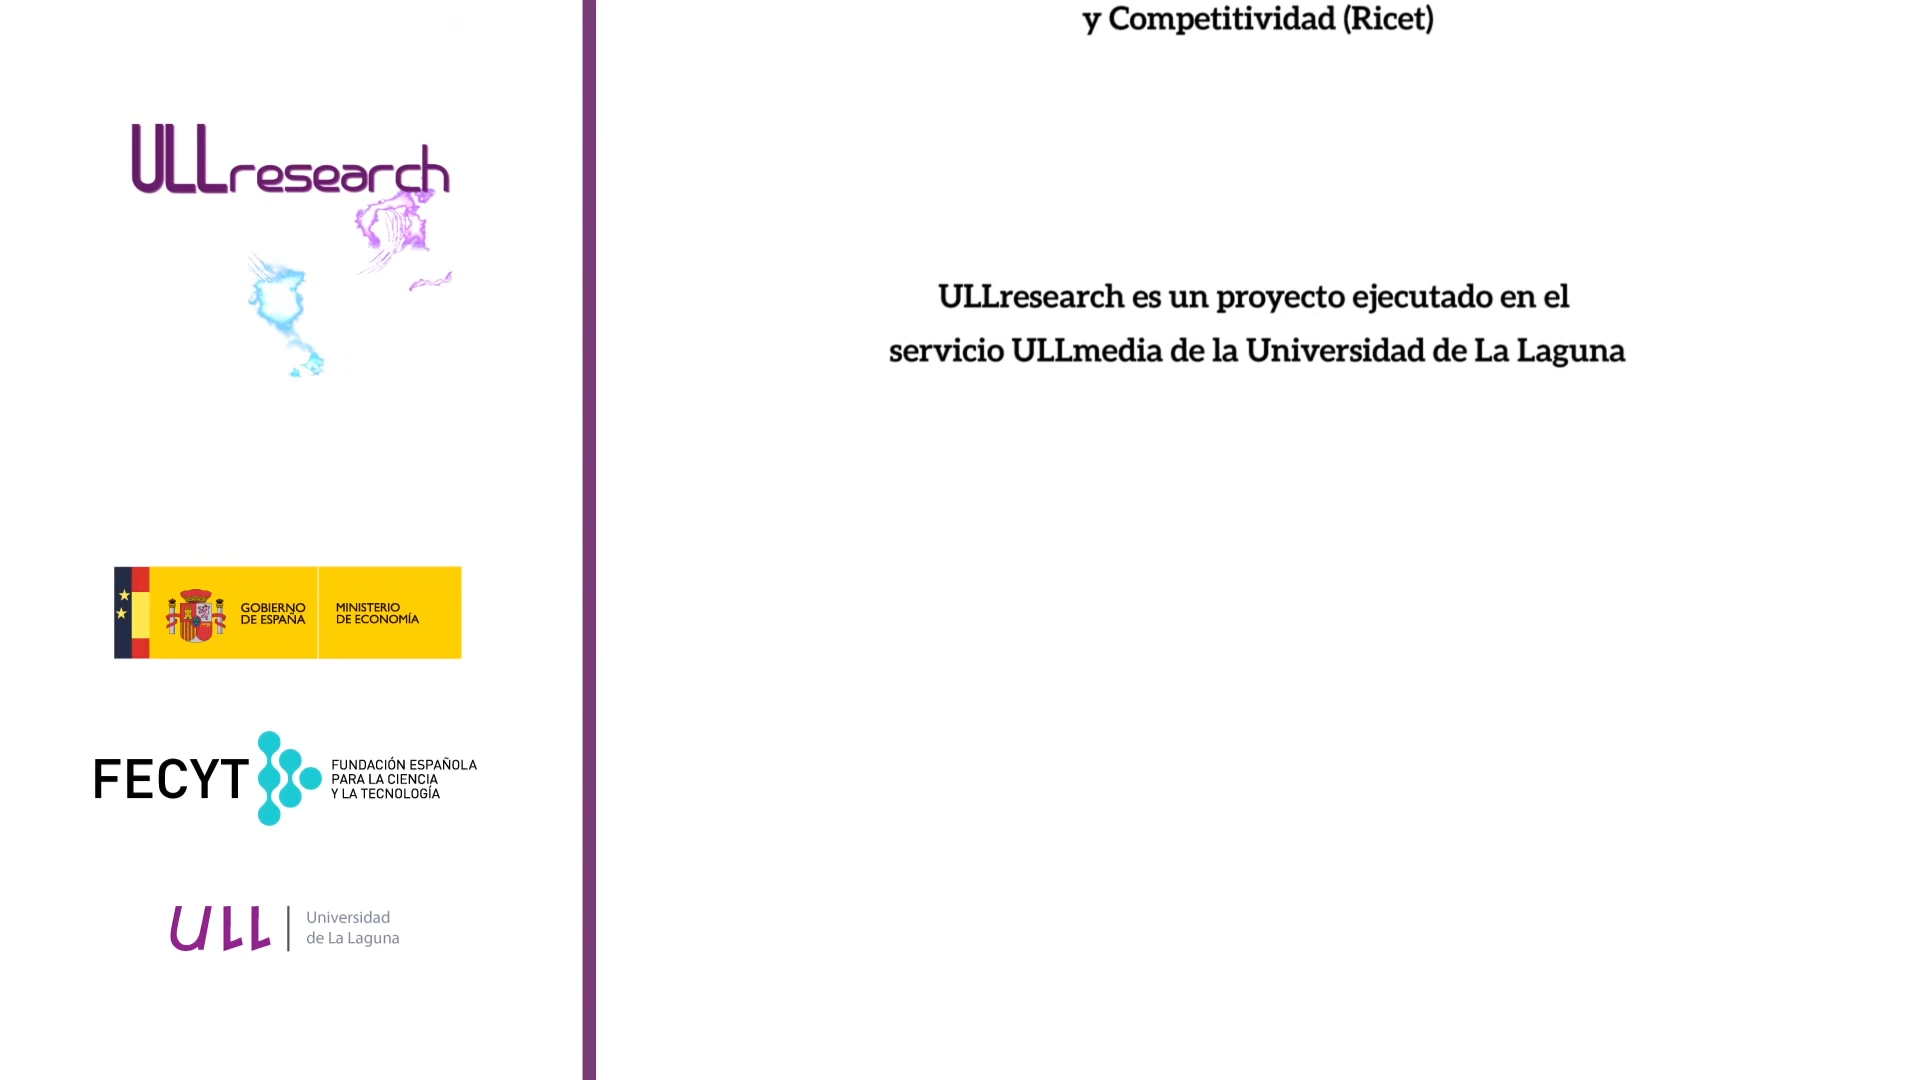 y Competitividad (Ricet)
ULLresearch
ULLresearch es un proyecto ejecutado en el
servicio ULLmedia de la Universidad de La Laguna
GOBIERNO
DE ESPAÑA
MINISTERIO
DE ECONOMÍA
FECYT
FUNDACIÓN ESPAÑOLA
PARA LA CIENCIA
Y LA TECNOLOGÍA
ULL
Universidad
de La Laguna